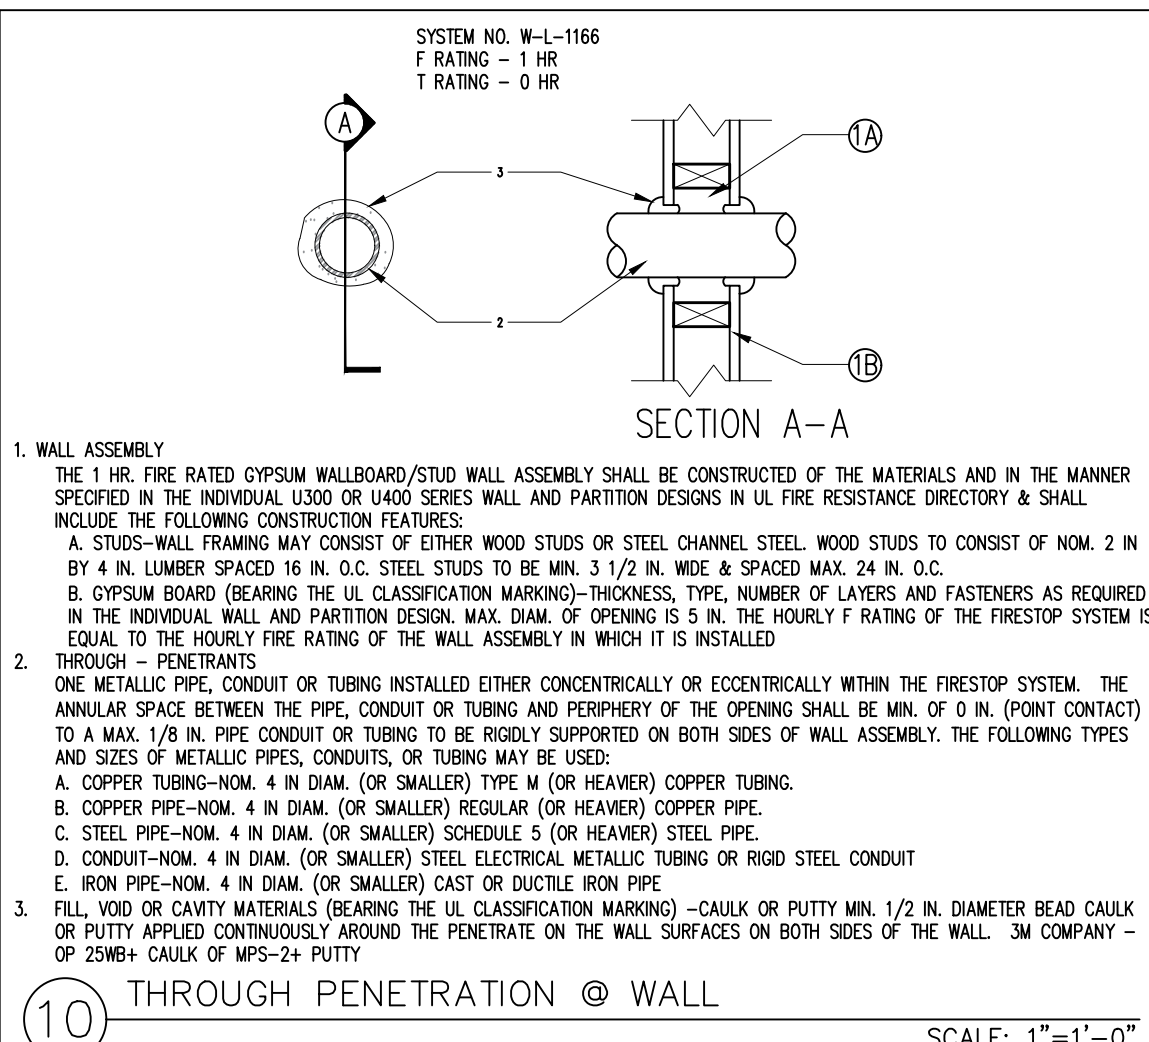 SYSTEM NO. W-L-1166
F RATING - 1 HR
T RATING - 0 HR
A
3
2
1A
1B
SECTION A-A
1. WALL ASSEMBLY
THE 1 HR. FIRE RATED GYPSUM WALLBOARD/STUD WALL ASSEMBLY SHALL BE CONSTRUCTED OF THE MATERIALS AND IN THE MANNER
SPECIFIED IN THE INDIVIDUAL U300 OR U400 SERIES WALL AND PARTITION DESIGNS IN UL FIRE RESISTANCE DIRECTORY & SHALL
INCLUDE THE FOLLOWING CONSTRUCTION FEATURES:
A. STUDS-WALL FRAMING MAY CONSIST OF EITHER WOOD STUDS OR STEEL CHANNEL STEEL. WOOD STUDS TO CONSIST OF NOM. 2 IN
BY 4 IN. LUMBER SPACED 16 IN. O.C. STEEL STUDS TO BE MIN. 3 1/2 IN. WIDE & SPACED MAX. 24 IN. O.C.
B. GYPSUM BOARD (BEARING THE UL CLASSIFICATION MARKING)-THICKNESS, TYPE, NUMBER OF LAYERS AND FASTENERS AS REQUIRED
IN THE INDIVIDUAL WALL AND PARTITION DESIGN. MAX. DIAM. OF OPENING IS 5 IN. THE HOURLY F RATING OF THE FIRESTOP SYSTEM IS
EQUAL TO THE HOURLY FIRE RATING OF THE WALL ASSEMBLY IN WHICH IT IS INSTALLED
2. THROUGH - PENETRANTS
ONE METALLIC PIPE, CONDUIT OR TUBING INSTALLED EITHER CONCENTRICALLY OR ECCENTRICALLY WITHIN THE FIRESTOP SYSTEM. THE
ANNULAR SPACE BETWEEN THE PIPE, CONDUIT OR TUBING AND PERIPHERY OF THE OPENING SHALL BE MIN. OF 0 IN. (POINT CONTACT)
TO A MAX. 1/8 IN. PIPE CONDUIT OR TUBING TO BE RIGIDLY SUPPORTED ON BOTH SIDES OF WALL ASSEMBLY. THE FOLLOWING TYPES
AND SIZES OF METALLIC PIPES, CONDUITS, OR TUBING MAY BE USED:
A. COPPER TUBING-NOM. 4 IN DIAM. (OR SMALLER) TYPE M (OR HEAVIER) COPPER TUBING.
B. COPPER PIPE-NOM. 4 IN DIAM. (OR SMALLER) REGULAR (OR HEAVIER) COPPER PIPE.
C. STEEL PIPE-NOM. 4 IN DIAM. (OR SMALLER) SCHEDULE 5 (OR HEAVIER) STEEL PIPE.
D. CONDUIT-NOM. 4 IN DIAM. (OR SMALLER) STEEL ELECTRICAL METALLIC TUBING OR RIGID STEEL CONDUIT
E. IRON PIPE-NOM. 4 IN DIAM. (OR SMALLER) CAST OR DUCTILE IRON PIPE
3. FILL, VOID OR CAVITY MATERIALS (BEARING THE UL CLASSIFICATION MARKING) -CAULK OR PUTTY MIN. 1/2 IN. DIAMETER BEAD CAULK
OR PUTTY APPLIED CONTINUOUSLY AROUND THE PENETRATE ON THE WALL SURFACES ON BOTH SIDES OF THE WALL. 3M COMPANY -
OP 25WB+ CAULK OF MPS-2+ PUTTY
10 THROUGH PENETRATION @ WALL
SCALE: 1"=1'-0"